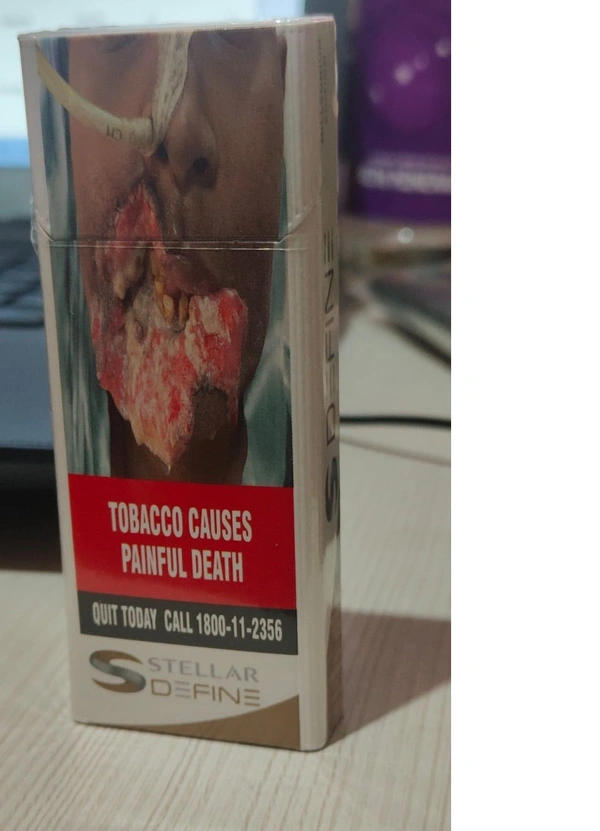 TOBACCO CAUSES
PAINFUL DEATH
QUIT TODAY CALL 1800-11-2356
STELLAR
DEFINE
S DEFINE